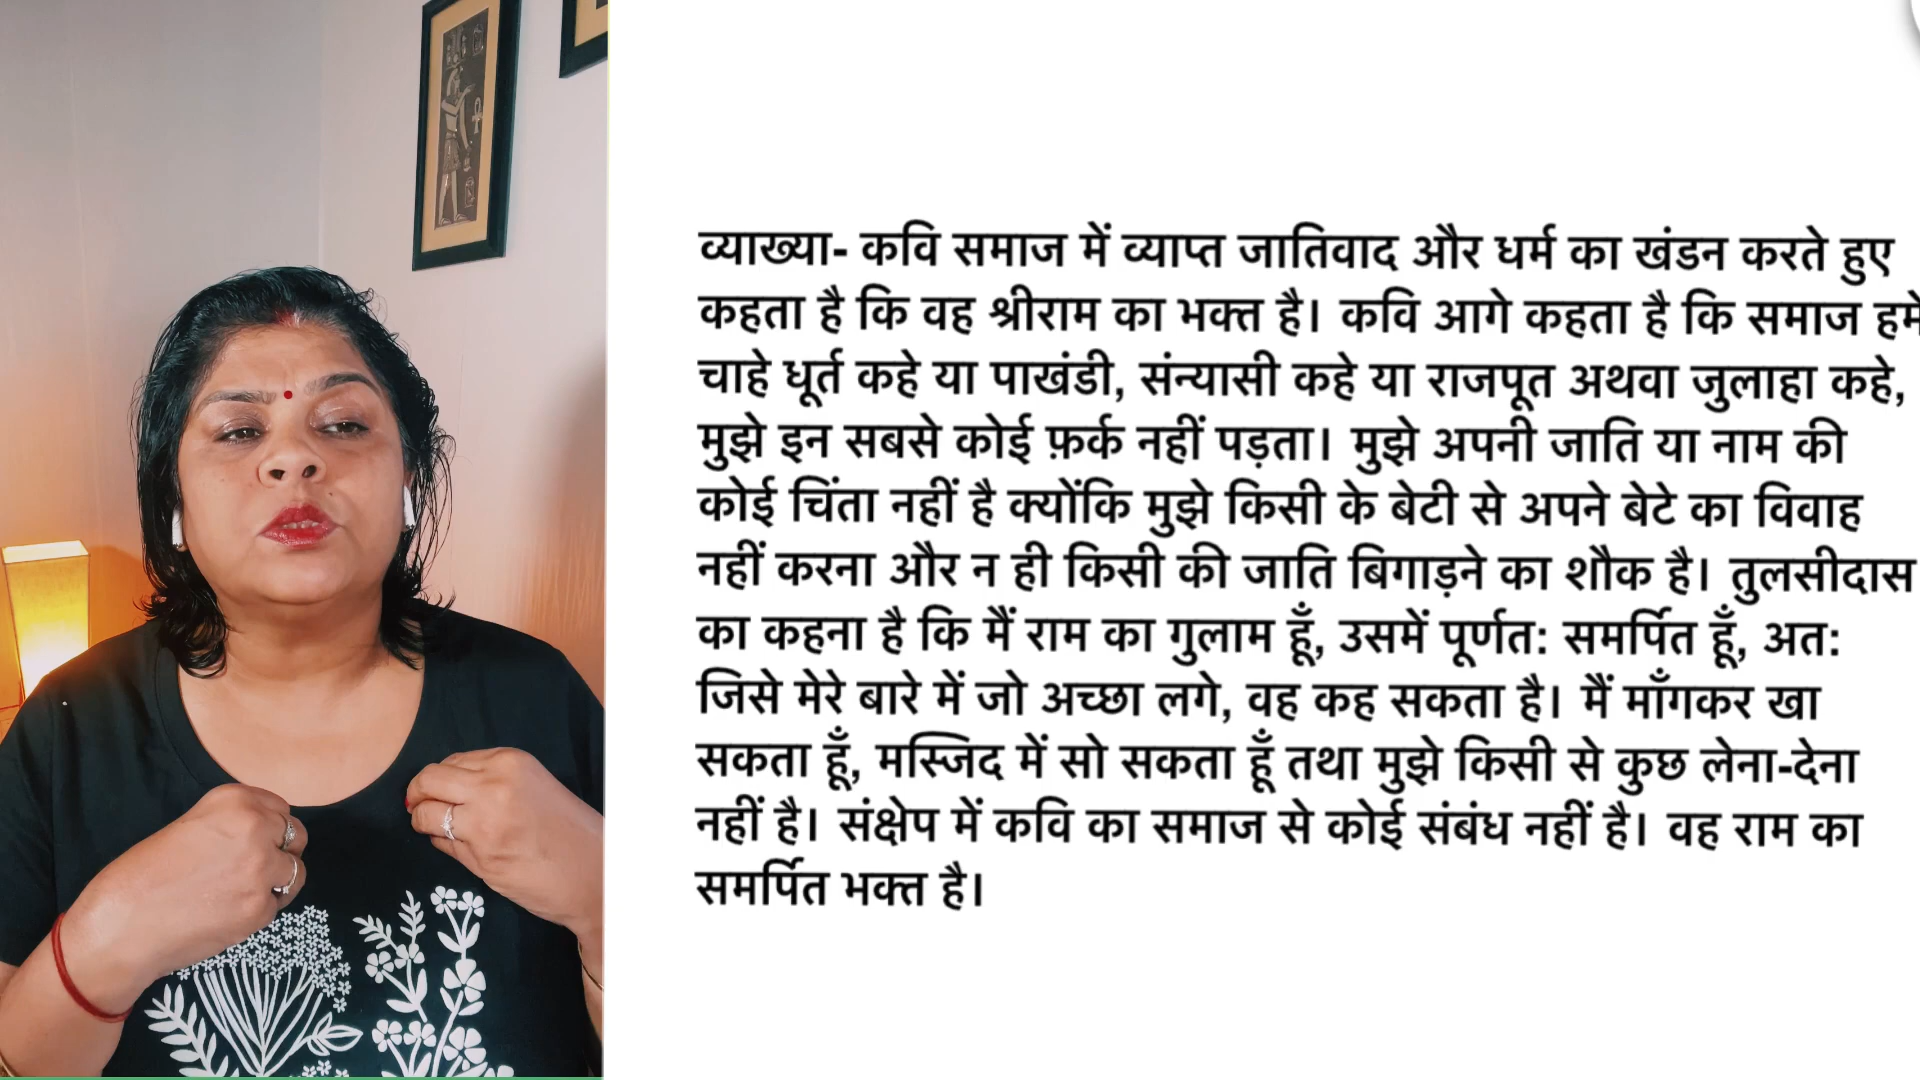 व्याख्या- कवि समाज में व्याप्त जातिवाद और धर्म का खंडन करते हुए
कहता है कि वह श्रीराम का भक्त है। कवि आगे कहता है कि समाज हमें
चाहे धूर्त कहे या पाखंडी, संन्यासी कहे या राजपूत अथवा जुलाहा कहे,
मुझे इन सबसे कोई फ़र्क नहीं पड़ता। मुझे अपनी जाति या नाम की
कोई चिंता नहीं है क्योंकि मुझे किसी के बेटी से अपने बेटे का विवाह
नहीं करना और न ही किसी की जाति बिगाड़ने का शौक है। तुलसीदास
का कहना है कि मैं राम का गुलाम हूँ, उसमें पूर्णत: समर्पित हूँ, अत:
जिसे मेरे बारे में जो अच्छा लगे, वह कह सकता है। मैं माँगकर खा
सकता हूँ, मस्जिद में सो सकता हूँ तथा मुझे किसी से कुछ लेना-देना
नहीं है। संक्षेप में कवि का समाज से कोई संबंध नहीं है। वह राम का
समर्पित भक्त है।